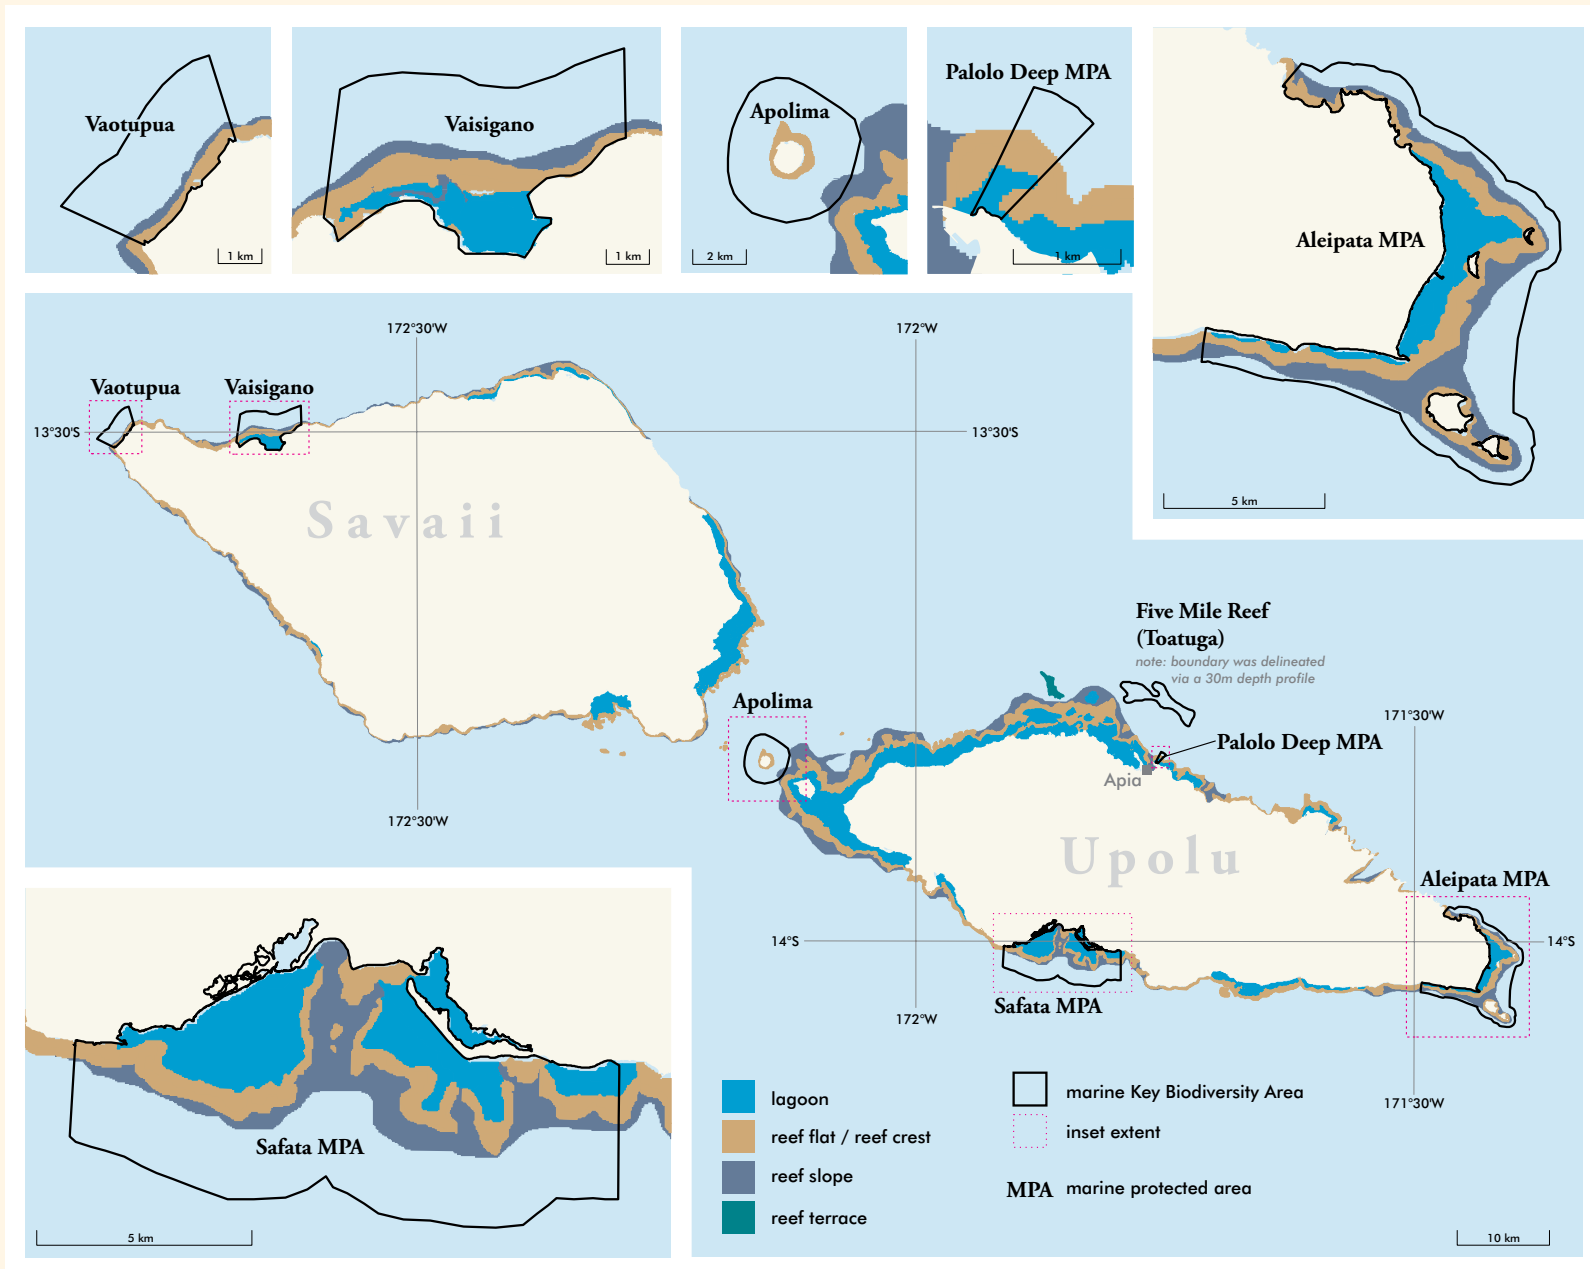 Vaotupua
1 km
Vaisigano
1 km
Apolima
2 km
Palolo Deep MPA
1 km
Aleipata MPA
5 km
172°30'W
172°W
Vaotupua
Vaisigano
13°30'S
13°30'S
Savaii
Five Mile Reef
(Toatuga)
note: boundary was delineated
via a 30m depth profile
Apolima
171°30'W
Palolo Deep MPA
Apia
172°30'W
Upolu
Aleipata MPA
14°S
14°S
Safata MPA
172°W
171°30'W
Safata MPA
5 km
lagoon
reef flat / reef crest
reef slope
reef terrace
marine Key Biodiversity Area
inset extent
MPA marine protected area
10 km